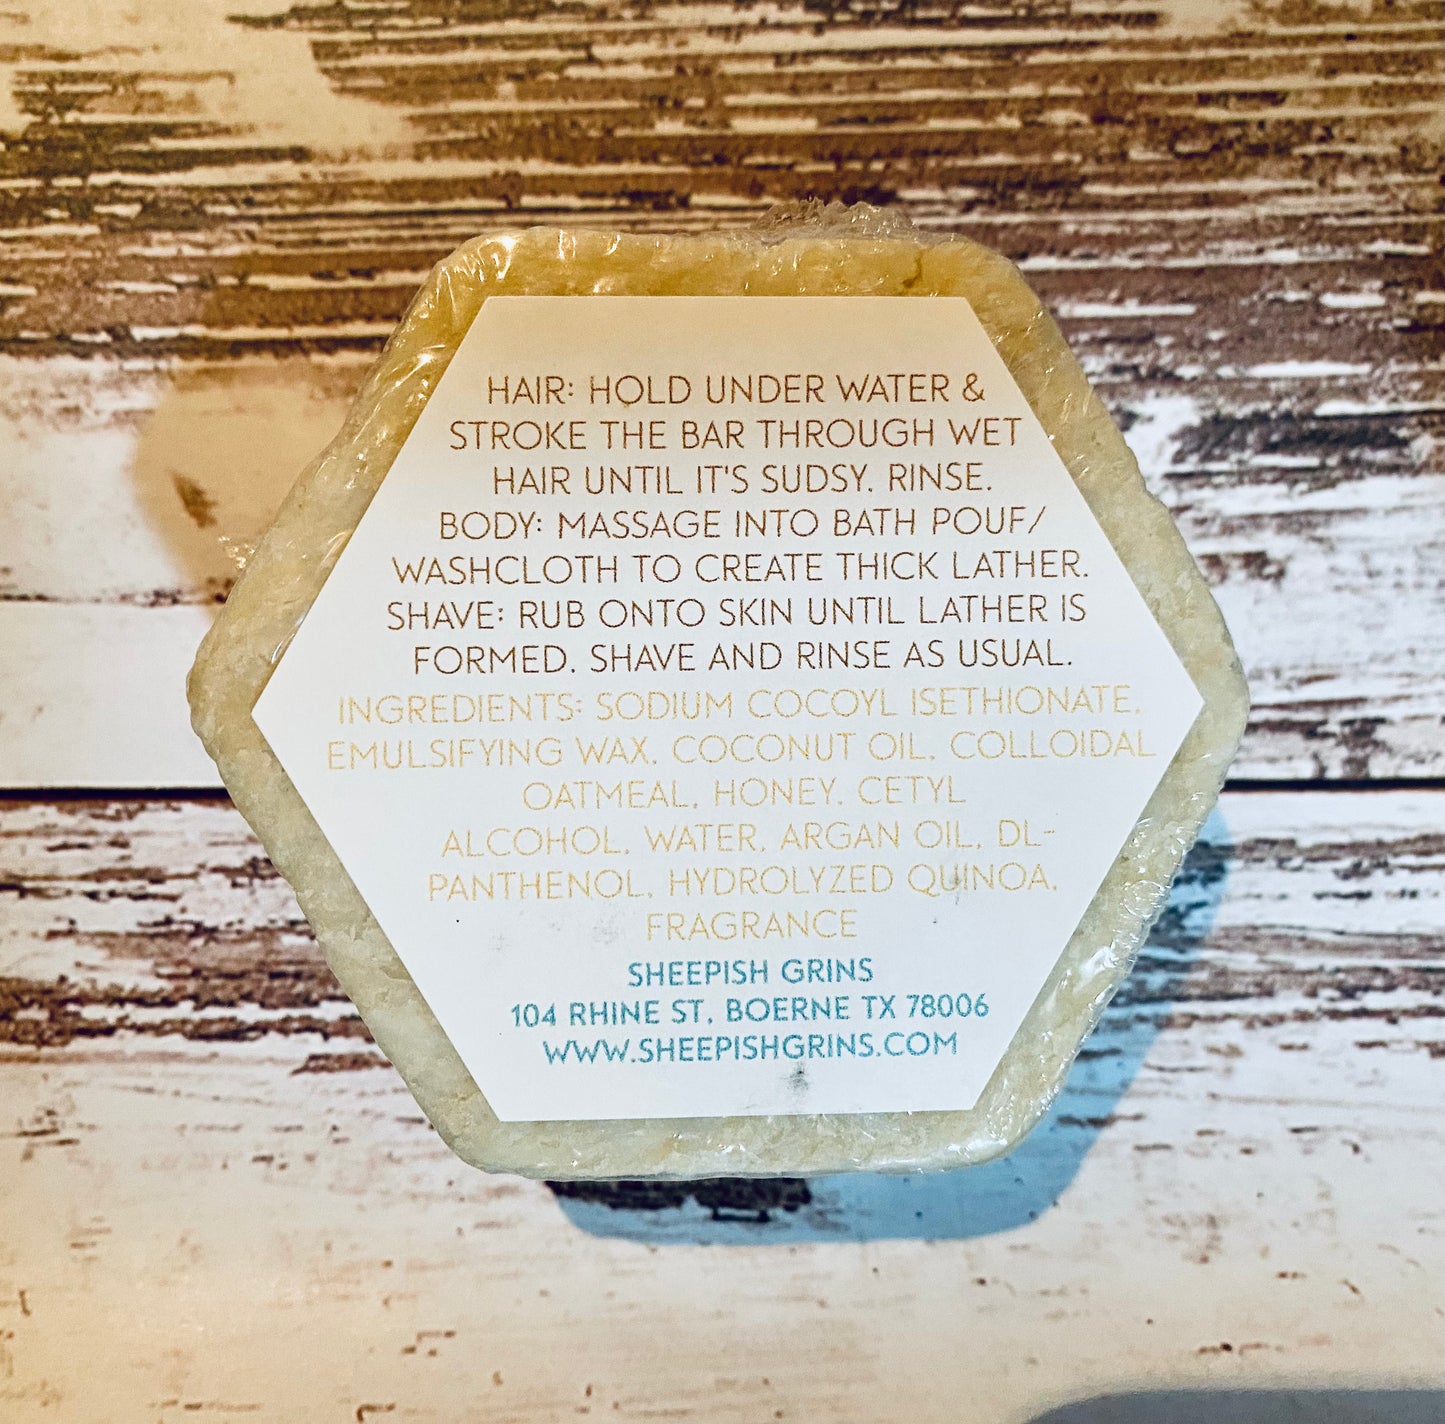 HAIR: HOLD UNDER WATER &
STROKE THE BAR THROUGH WET
HAIR UNTIL IT'S SUDSY. RINSE.
BODY: MASSAGE INTO BATH POUF/
WASHCLOTH TO CREATE THICK LATHER.
SHAVE: RUB ONTO SKIN UNTIL LATHER IS
FORMED. SHAVE AND RINSE AS USUAL.
INGREDIENTS: SODIUM COCOYL ISETHIONATE,
EMULSIFYING WAX, COCONUT OIL, COLLOIDAL
OATMEAL, HONEY, CETYL
ALCOHOL, WATER, ARGAN OIL, DL-
PANTHENOL, HYDROLYZED QUINOA,
FRAGRANCE
SHEEPISH GRINS
104 RHINE ST, BOERNE TX 78006
WWW.SHEEPISHGRINS.COM